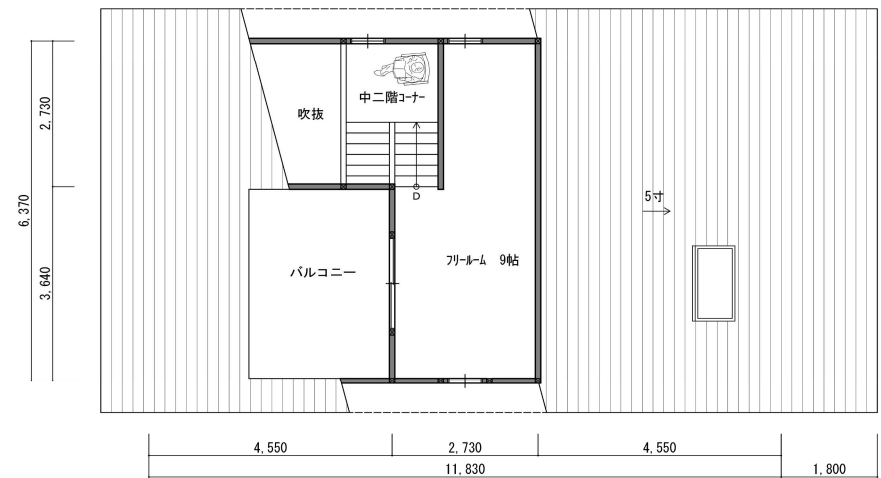 吹抜
中二階ｺｰﾅｰ
D
バルコニー
ﾌﾘｰﾙｰﾑ 9帖
5寸
2,730
6,370
3,640
4,550
2,730
4,550
11,830
1,800